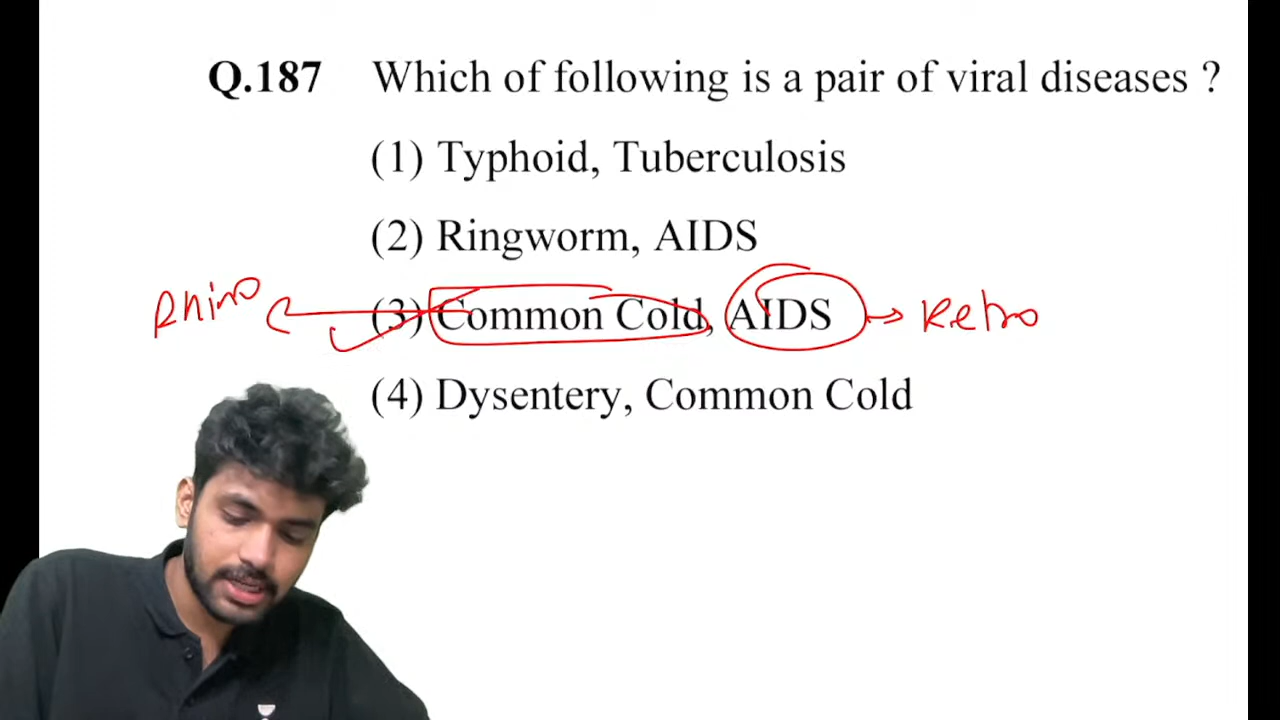 Q.187 Which of following is a pair of viral diseases ?
(1) Typhoid, Tuberculosis
(2) Ringworm, AIDS
Rhino (3) Common Cold, AIDS → Retro
(4) Dysentery, Common Cold